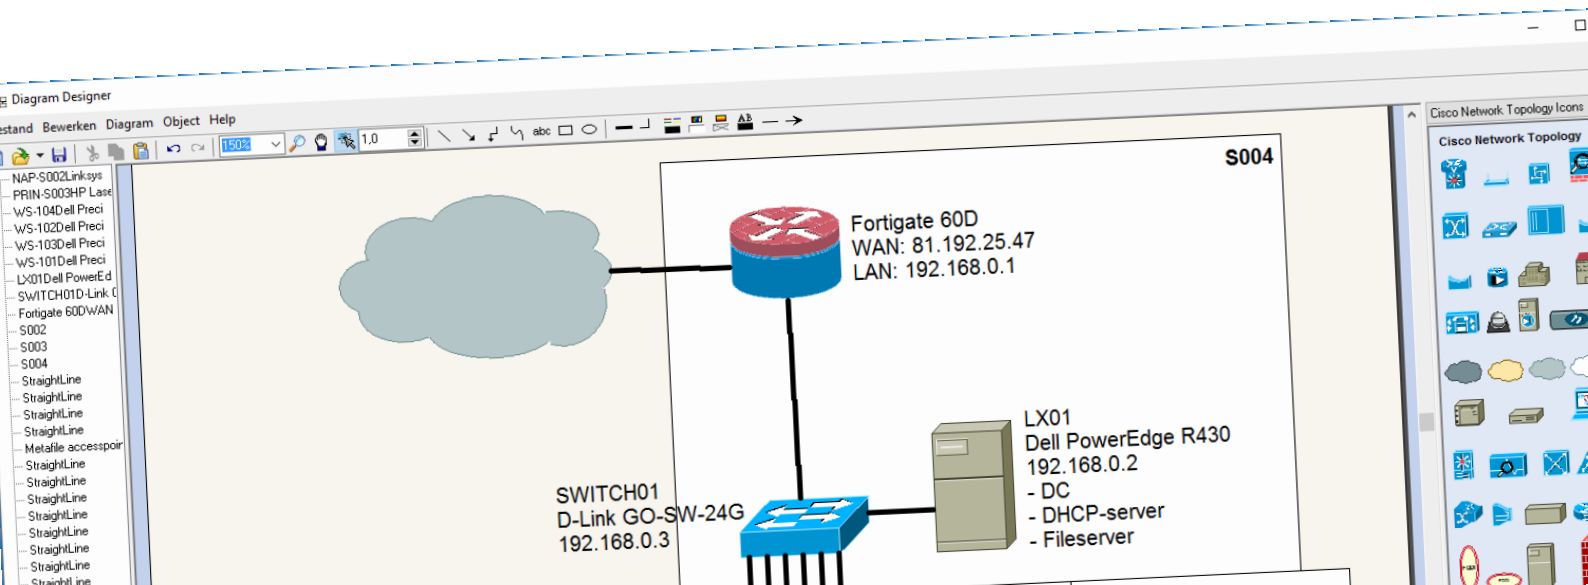 Diagram Designer
estand Bewerken Diagram Object Help
150%
1,0
abc
AB
Cisco Network Topology Icons
Cisco Network Topology
NAP-S002Linksys
PRIN-S003HP Lase
WS-104Dell Preci
WS-102Dell Preci
WS-103Dell Preci
WS-101Dell Preci
LX01Dell PowerEd
SWITCH01D-Link
Fortigate 60DWAN
S002
S003
S004
StraightLine
StraightLine
StraightLine
StraightLine
Metafile accesspoin
StraightLine
StraightLine
StraightLine
StraightLine
StraightLine
StraightLine
StraightLine
StraightLine
S004
Fortigate 60D
WAN: 81.192.25.47
LAN: 192.168.0.1
LX01
Dell PowerEdge R430
192.168.0.2
- DC
- DHCP-server
- Fileserver
SWITCH01
D-Link GO-SW-24G
192.168.0.3